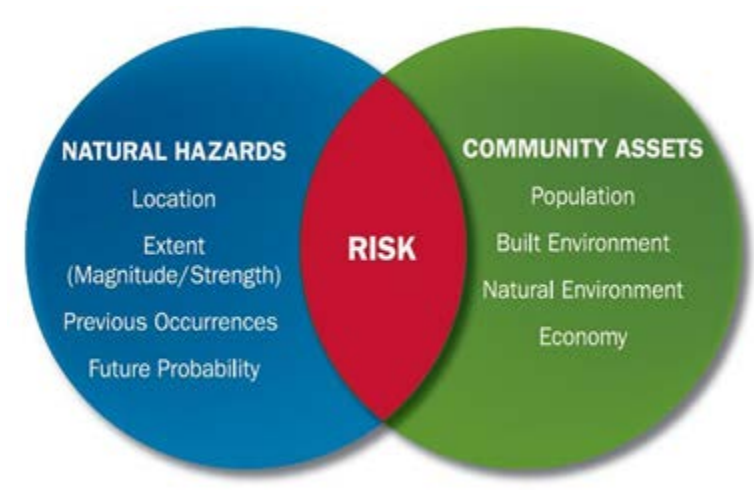 NATURAL HAZARDS
Location
Extent
(Magnitude/Strength)
Previous Occurrences
Future Probability
RISK
COMMUNITY ASSETS
Population
Built Environment
Natural Environment
Economy